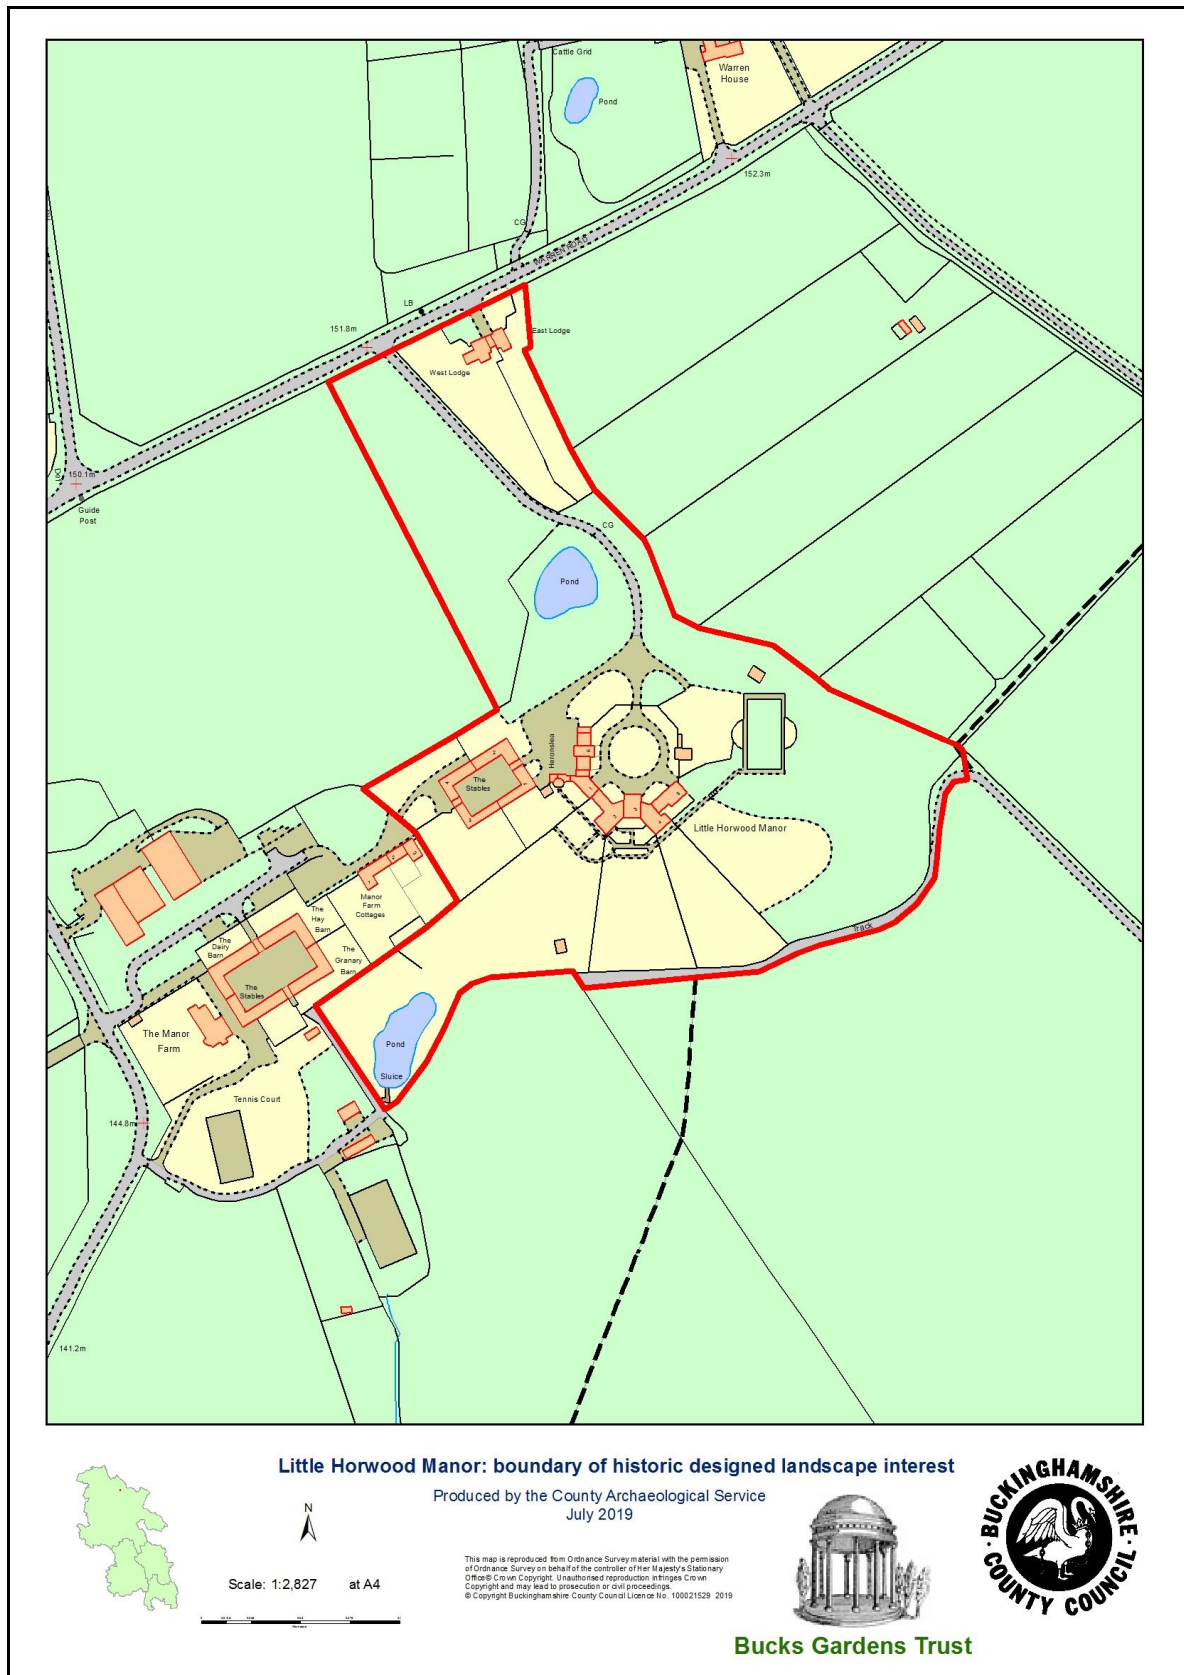 Cattle Grid
Warren
House
Pond
152.3m
CG
WARREN ROAD
LB
151.8m
East Lodge
West Lodge
150.1m
Guide
Post
CG
Pond
Heronslea
The
Stables
Little Horwood Manor
Manor
Farm
Cottages
The
Hay
Barn
The
Dairy
Barn
The
Granary
Barn
The
Stables
Track
The Manor
Farm
Pond
Sluice
Tennis Court
144.8m
141.2m
Little Horwood Manor: boundary of historic designed landscape interest
Produced by the County Archaeological Service
July 2019
N
Scale: 1:2,827 at A4
This map is reproduced from Ordnance Survey material with the permission
of Ordnance Survey on behalf of the controller of Her Majesty's Stationary
Office© Crown Copyright. Unauthorised reproduction infringes Crown
Copyright and may lead to prosecution or civil proceedings.
© Copyright Buckinghamshire County Council Licence No. 100021529 2019
Bucks Gardens Trust
· BUCKINGHAMSHIRE ·
COUNTY COUNCIL